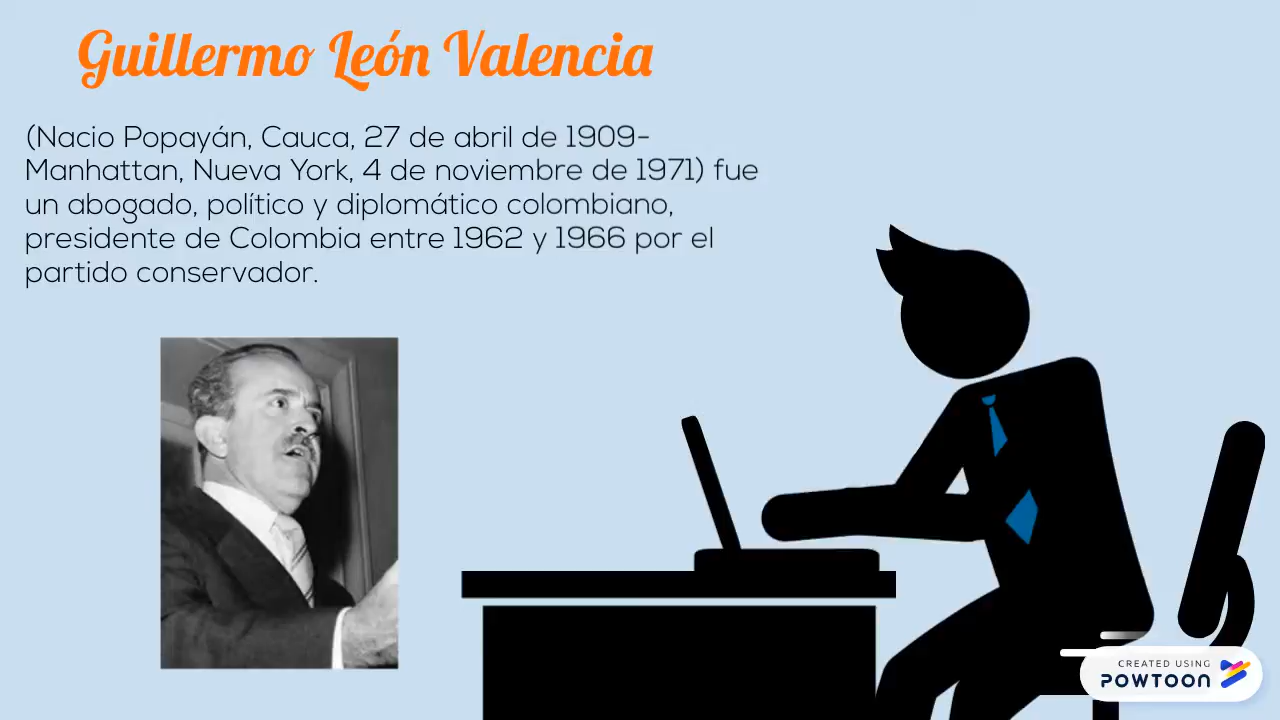 Guillermo León Valencia
(Nacio Popayán, Cauca, 27 de abril de 1909-
Manhattan, Nueva York, 4 de noviembre de 1971) fue
un abogado, político y diplomático colombiano,
presidente de Colombia entre 1962 y 1966 por el
partido conservador.
CREATED USING
POWTOON